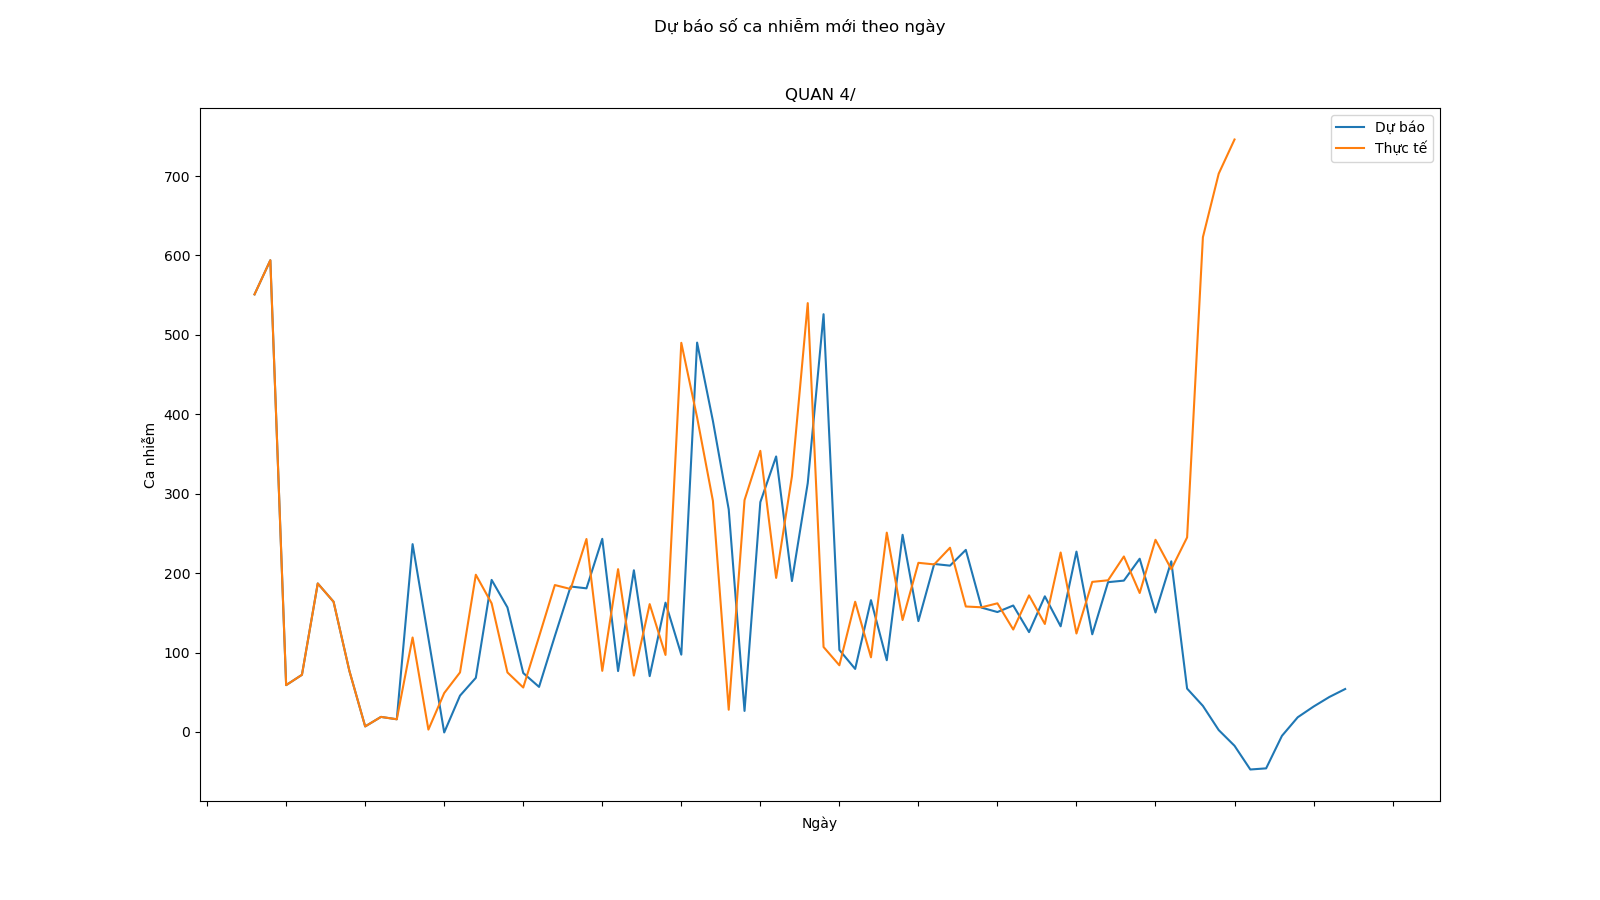 Dự báo số ca nhiễm mới theo ngày
QUAN 4/
Dự báo
Thực tế
700
600
500
400
300
200
100
0
Ca nhiễm
Ngày